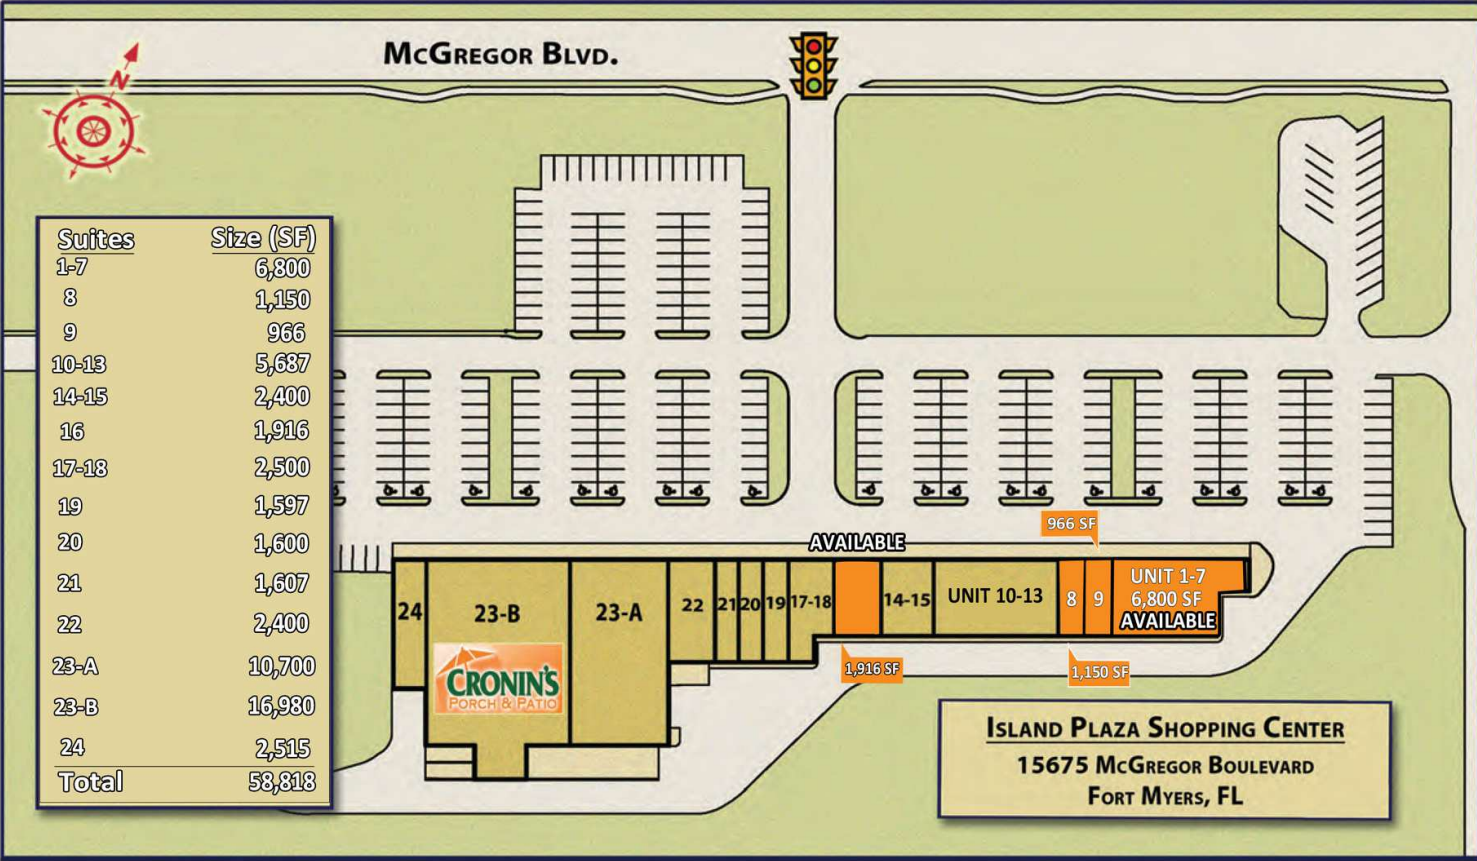 McGregor Blvd.
N
Suites Size (SF)
1-7 6,800
8 1,150
9 966
10-13 5,687
14-15 2,400
16 1,916
17-18 2,500
19 1,597
20 1,600
21 1,607
22 2,400
23-A 10,700
23-B 16,980
24 2,515
Total 58,818
966 SF
AVAILABLE
24
23-B
23-A
22
21
20
19
17-18
14-15
UNIT 10-13
8
9
UNIT 1-7
6,800 SF
AVAILABLE
CRONIN'S
PORCH & PATIO
1,916 SF
1,150 SF
Island Plaza Shopping Center
15675 McGregor Boulevard
Fort Myers, FL